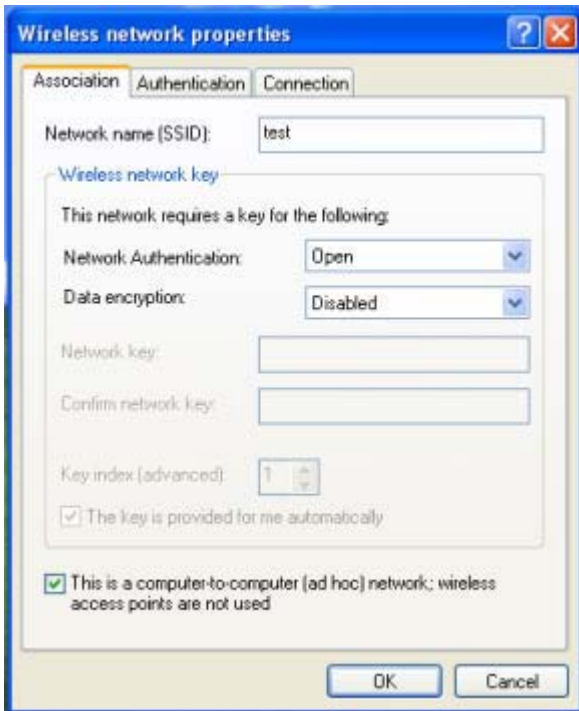 Wireless network properties
Association Authentication Connection
Network name (SSID): test
Wireless network key
This network requires a key for the following:
Network Authentication: Open
Data encryption: Disabled
Network key:
Confirm network key:
Key index (advanced): 1
The key is provided for me automatically
This is a computer-to-computer (ad hoc) network; wireless
access points are not used
OK Cancel